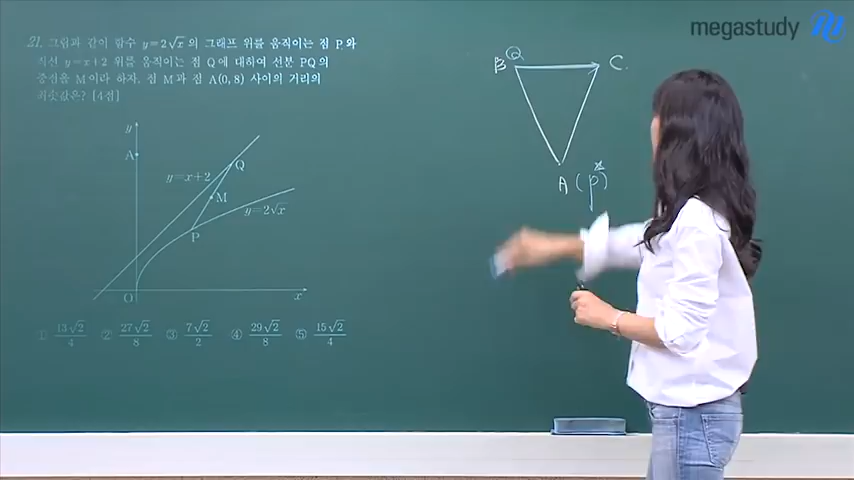 megastudy
21. 그림과 같이 함수 y=2√x 의 그래프 위를 움직이는 점 P와
직선 y=x+2 위를 움직이는 점 Q에 대하여 선분 PQ의
중점을 M이라 하자. 점 M과 점 A(0, 8) 사이의 거리의
최솟값은? [4점]
y
A
y=x+2
Q
M
y=2√x
P
O
x
① 13√2/4 ② 27√2/8 ③ 7√2/2 ④ 29√2/8 ⑤ 15√2/4
B Q C
A (P)
megastudy